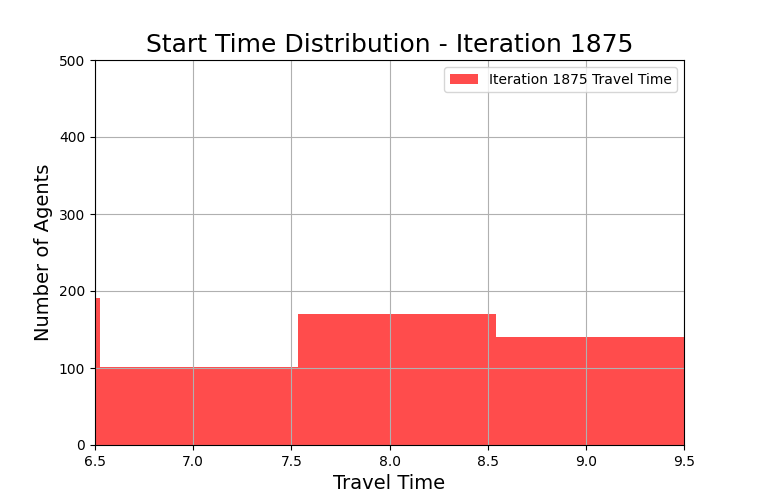 Start Time Distribution - Iteration 1875
Iteration 1875 Travel Time
Number of Agents
500
400
300
200
100
0
6.5 7.0 7.5 8.0 8.5 9.0 9.5
Travel Time